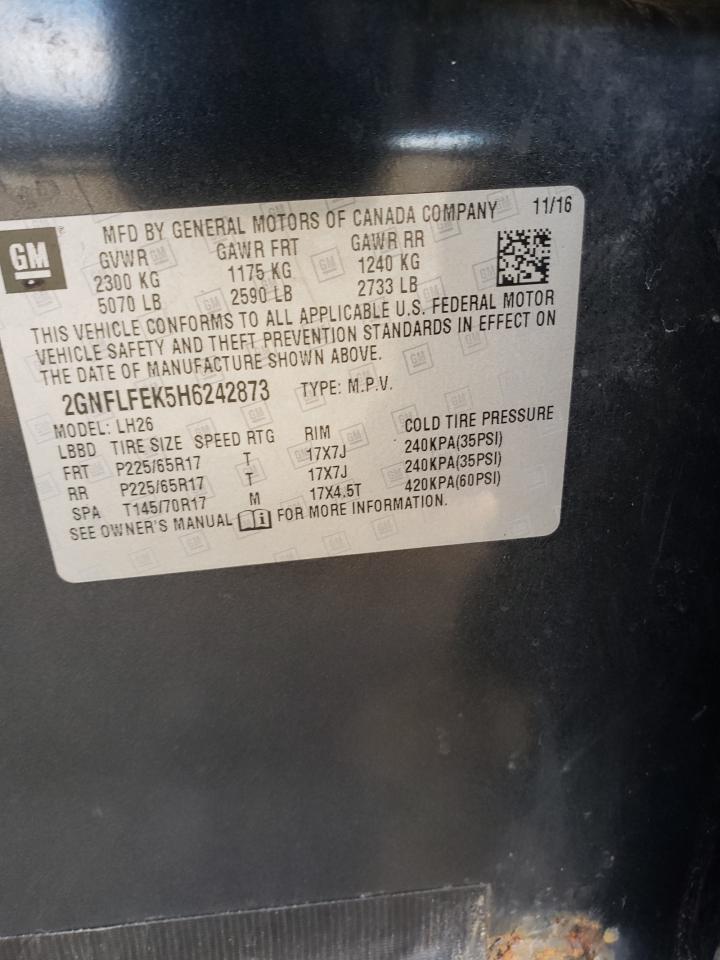 GM
MFD BY GENERAL MOTORS OF CANADA COMPANY 11/16
GVWR GAWR FRT GAWR RR
2300 KG 1175 KG 1240 KG
5070 LB 2590 LB 2733 LB
THIS VEHICLE CONFORMS TO ALL APPLICABLE U.S. FEDERAL MOTOR
VEHICLE SAFETY AND THEFT PREVENTION STANDARDS IN EFFECT ON
THE DATE OF MANUFACTURE SHOWN ABOVE.
2GNFLFEK5H6242873 TYPE: M.P.V.
MODEL: LH26
LBBD TIRE SIZE SPEED RTG RIM COLD TIRE PRESSURE
FRT P225/65R17 T 17X7J 240KPA(35PSI)
RR P225/65R17 T 17X7J 240KPA(35PSI)
SPA T145/70R17 M 17X4.5T 420KPA(60PSI)
SEE OWNER'S MANUAL FOR MORE INFORMATION.